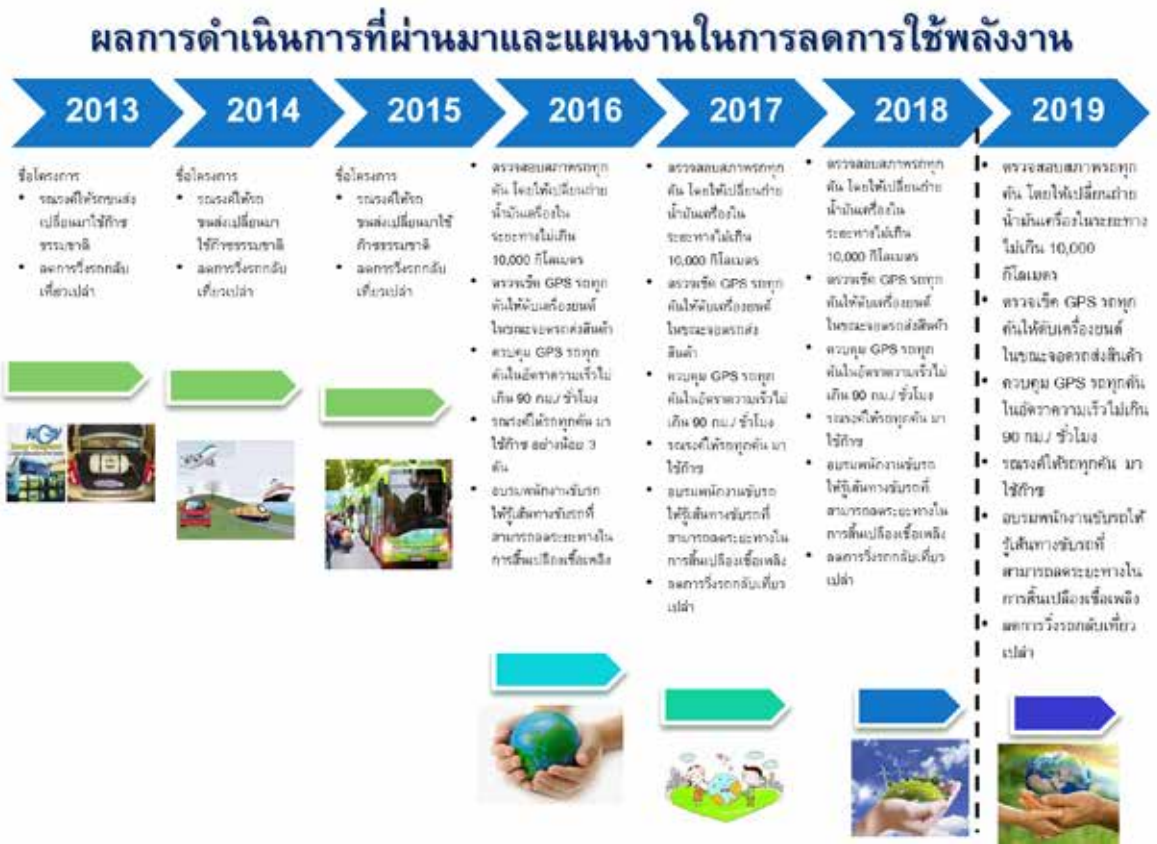 ผลการดำเนินการที่ผ่านมาและแผนงานในการลดการใช้พลังงาน
2013
2014
2015
2016
2017
2018
2019
ชื่อโครงการ
• รณรงค์ให้รถขนส่ง
เปลี่ยนมาใช้ก๊าซ
ธรรมชาติ
• ลดการวิ่งรถกลับ
เที่ยวเปล่า
ชื่อโครงการ
• รณรงค์ให้รถ
ขนส่งเปลี่ยนมา
ใช้ก๊าซธรรมชาติ
• ลดการวิ่งรถกลับ
เที่ยวเปล่า
ชื่อโครงการ
• รณรงค์ให้รถ
ขนส่งเปลี่ยนมาใช้
ก๊าซธรรมชาติ
• ลดการวิ่งรถกลับ
เที่ยวเปล่า
• ตรวจสอบสภาพรถทุก
คัน โดยให้เปลี่ยนถ่าย
น้ำมันเครื่องใน
ระยะทางไม่เกิน
10,000 กิโลเมตร
• ตรวจเช็ค GPS รถทุก
คันให้ดับเครื่องยนต์
ในขณะจอดรถส่งสินค้า
• ควบคุม GPS รถทุก
คันในอัตราความเร็วไม่
เกิน 90 กม./ ชั่วโมง
• รณรงค์ให้รถทุกคัน มา
ใช้ก๊าซ อย่างน้อย 3
คัน
• อบรมพนักงานขับรถ
ให้รู้เส้นทางขับรถที่
สามารถลดระยะทางใน
การสิ้นเปลืองเชื้อเพลิง
• ตรวจสอบสภาพรถทุก
คัน โดยให้เปลี่ยนถ่าย
น้ำมันเครื่องใน
ระยะทางไม่เกิน
10,000 กิโลเมตร
• ตรวจเช็ค GPS รถทุก
คันให้ดับเครื่องยนต์
ในขณะจอดรถส่ง
สินค้า
• ควบคุม GPS รถทุก
คันในอัตราความเร็วไม่
เกิน 90 กม./ ชั่วโมง
• รณรงค์ให้รถทุกคัน มา
ใช้ก๊าซ
• อบรมพนักงานขับรถ
ให้รู้เส้นทางขับรถที่
สามารถลดระยะทางใน
การสิ้นเปลืองเชื้อเพลิง
• ลดการวิ่งรถกลับเที่ยว
เปล่า
• ตรวจสอบสภาพรถทุก
คัน โดยให้เปลี่ยนถ่าย
น้ำมันเครื่องใน
ระยะทางไม่เกิน
10,000 กิโลเมตร
• ตรวจเช็ค GPS รถทุก
คันให้ดับเครื่องยนต์
ในขณะจอดรถส่งสินค้า
• ควบคุม GPS รถทุก
คันในอัตราความเร็วไม่
เกิน 90 กม./ ชั่วโมง
• รณรงค์ให้รถทุกคัน มา
ใช้ก๊าซ
• อบรมพนักงานขับรถ
ให้รู้เส้นทางขับรถที่
สามารถลดระยะทางใน
การสิ้นเปลืองเชื้อเพลิง
• ลดการวิ่งรถกลับเที่ยว
เปล่า
• ตรวจสอบสภาพรถทุก
คัน โดยให้เปลี่ยนถ่าย
น้ำมันเครื่องในระยะทาง
ไม่เกิน 10,000
กิโลเมตร
• ตรวจเช็ค GPS รถทุก
คันให้ดับเครื่องยนต์
ในขณะจอดรถส่งสินค้า
• ควบคุม GPS รถทุกคัน
ในอัตราความเร็วไม่เกิน
90 กม./ ชั่วโมง
• รณรงค์ให้รถทุกคัน มา
ใช้ก๊าซ
• อบรมพนักงานขับรถให้
รู้เส้นทางขับรถที่
สามารถลดระยะทางใน
การสิ้นเปลืองเชื้อเพลิง
• ลดการวิ่งรถกลับเที่ยว
เปล่า
NGV